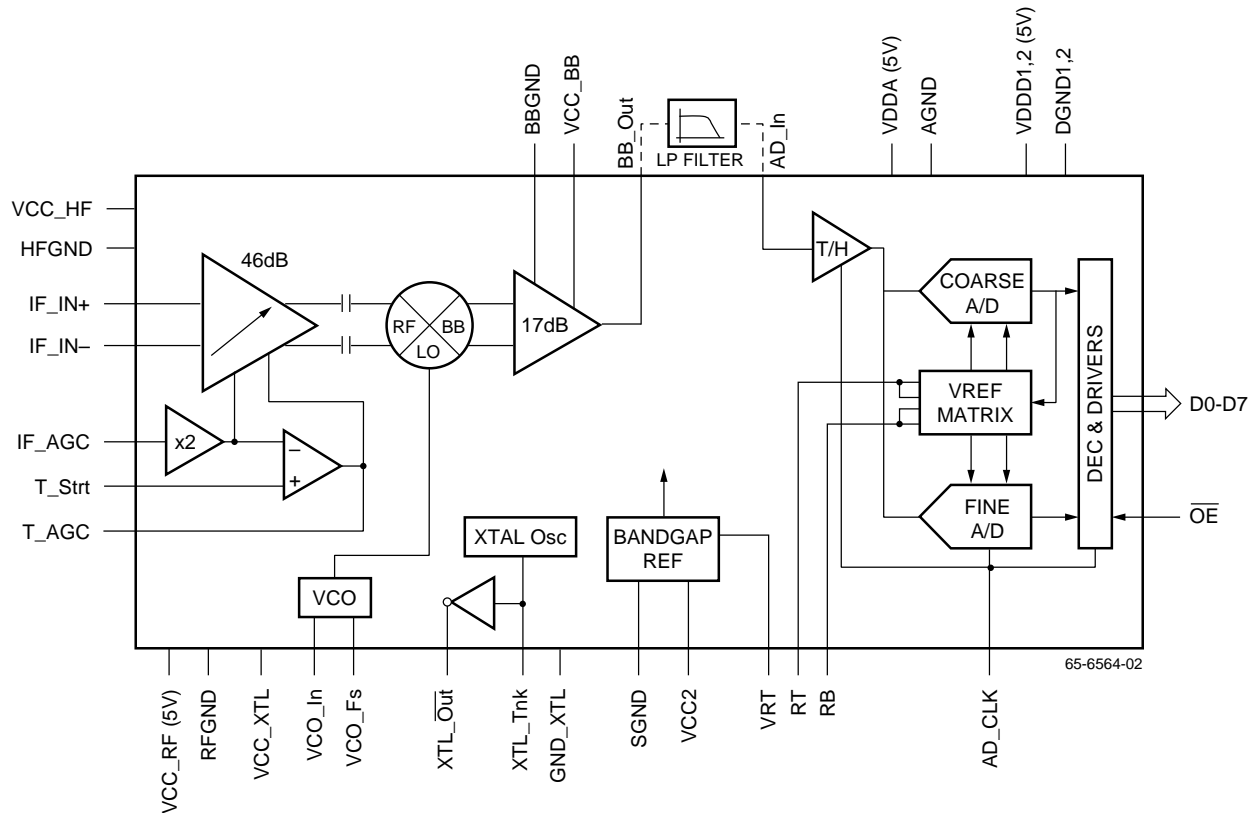 BBGND
VCC_BB
BB_Out
LP FILTER
AD_In
VDDA (5V)
AGND
VDDD1,2 (5V)
DGND1,2
VCC_HF
HFGND
IF_IN+
IF_IN–
IF_AGC
T_Strt
T_AGC
46dB
RF
BB
LO
17dB
x2
–
+
T/H
COARSE
A/D
VREF
MATRIX
FINE
A/D
DEC & DRIVERS
D0-D7
OE
XTAL Osc
VCO
BANDGAP
REF
65-6564-02
VCC_RF (5V)
RFGND
VCC_XTL
VCO_In
VCO_Fs
XTL_Out
XTL_Tnk
GND_XTL
SGND
VCC2
VRT
RT
RB
AD_CLK